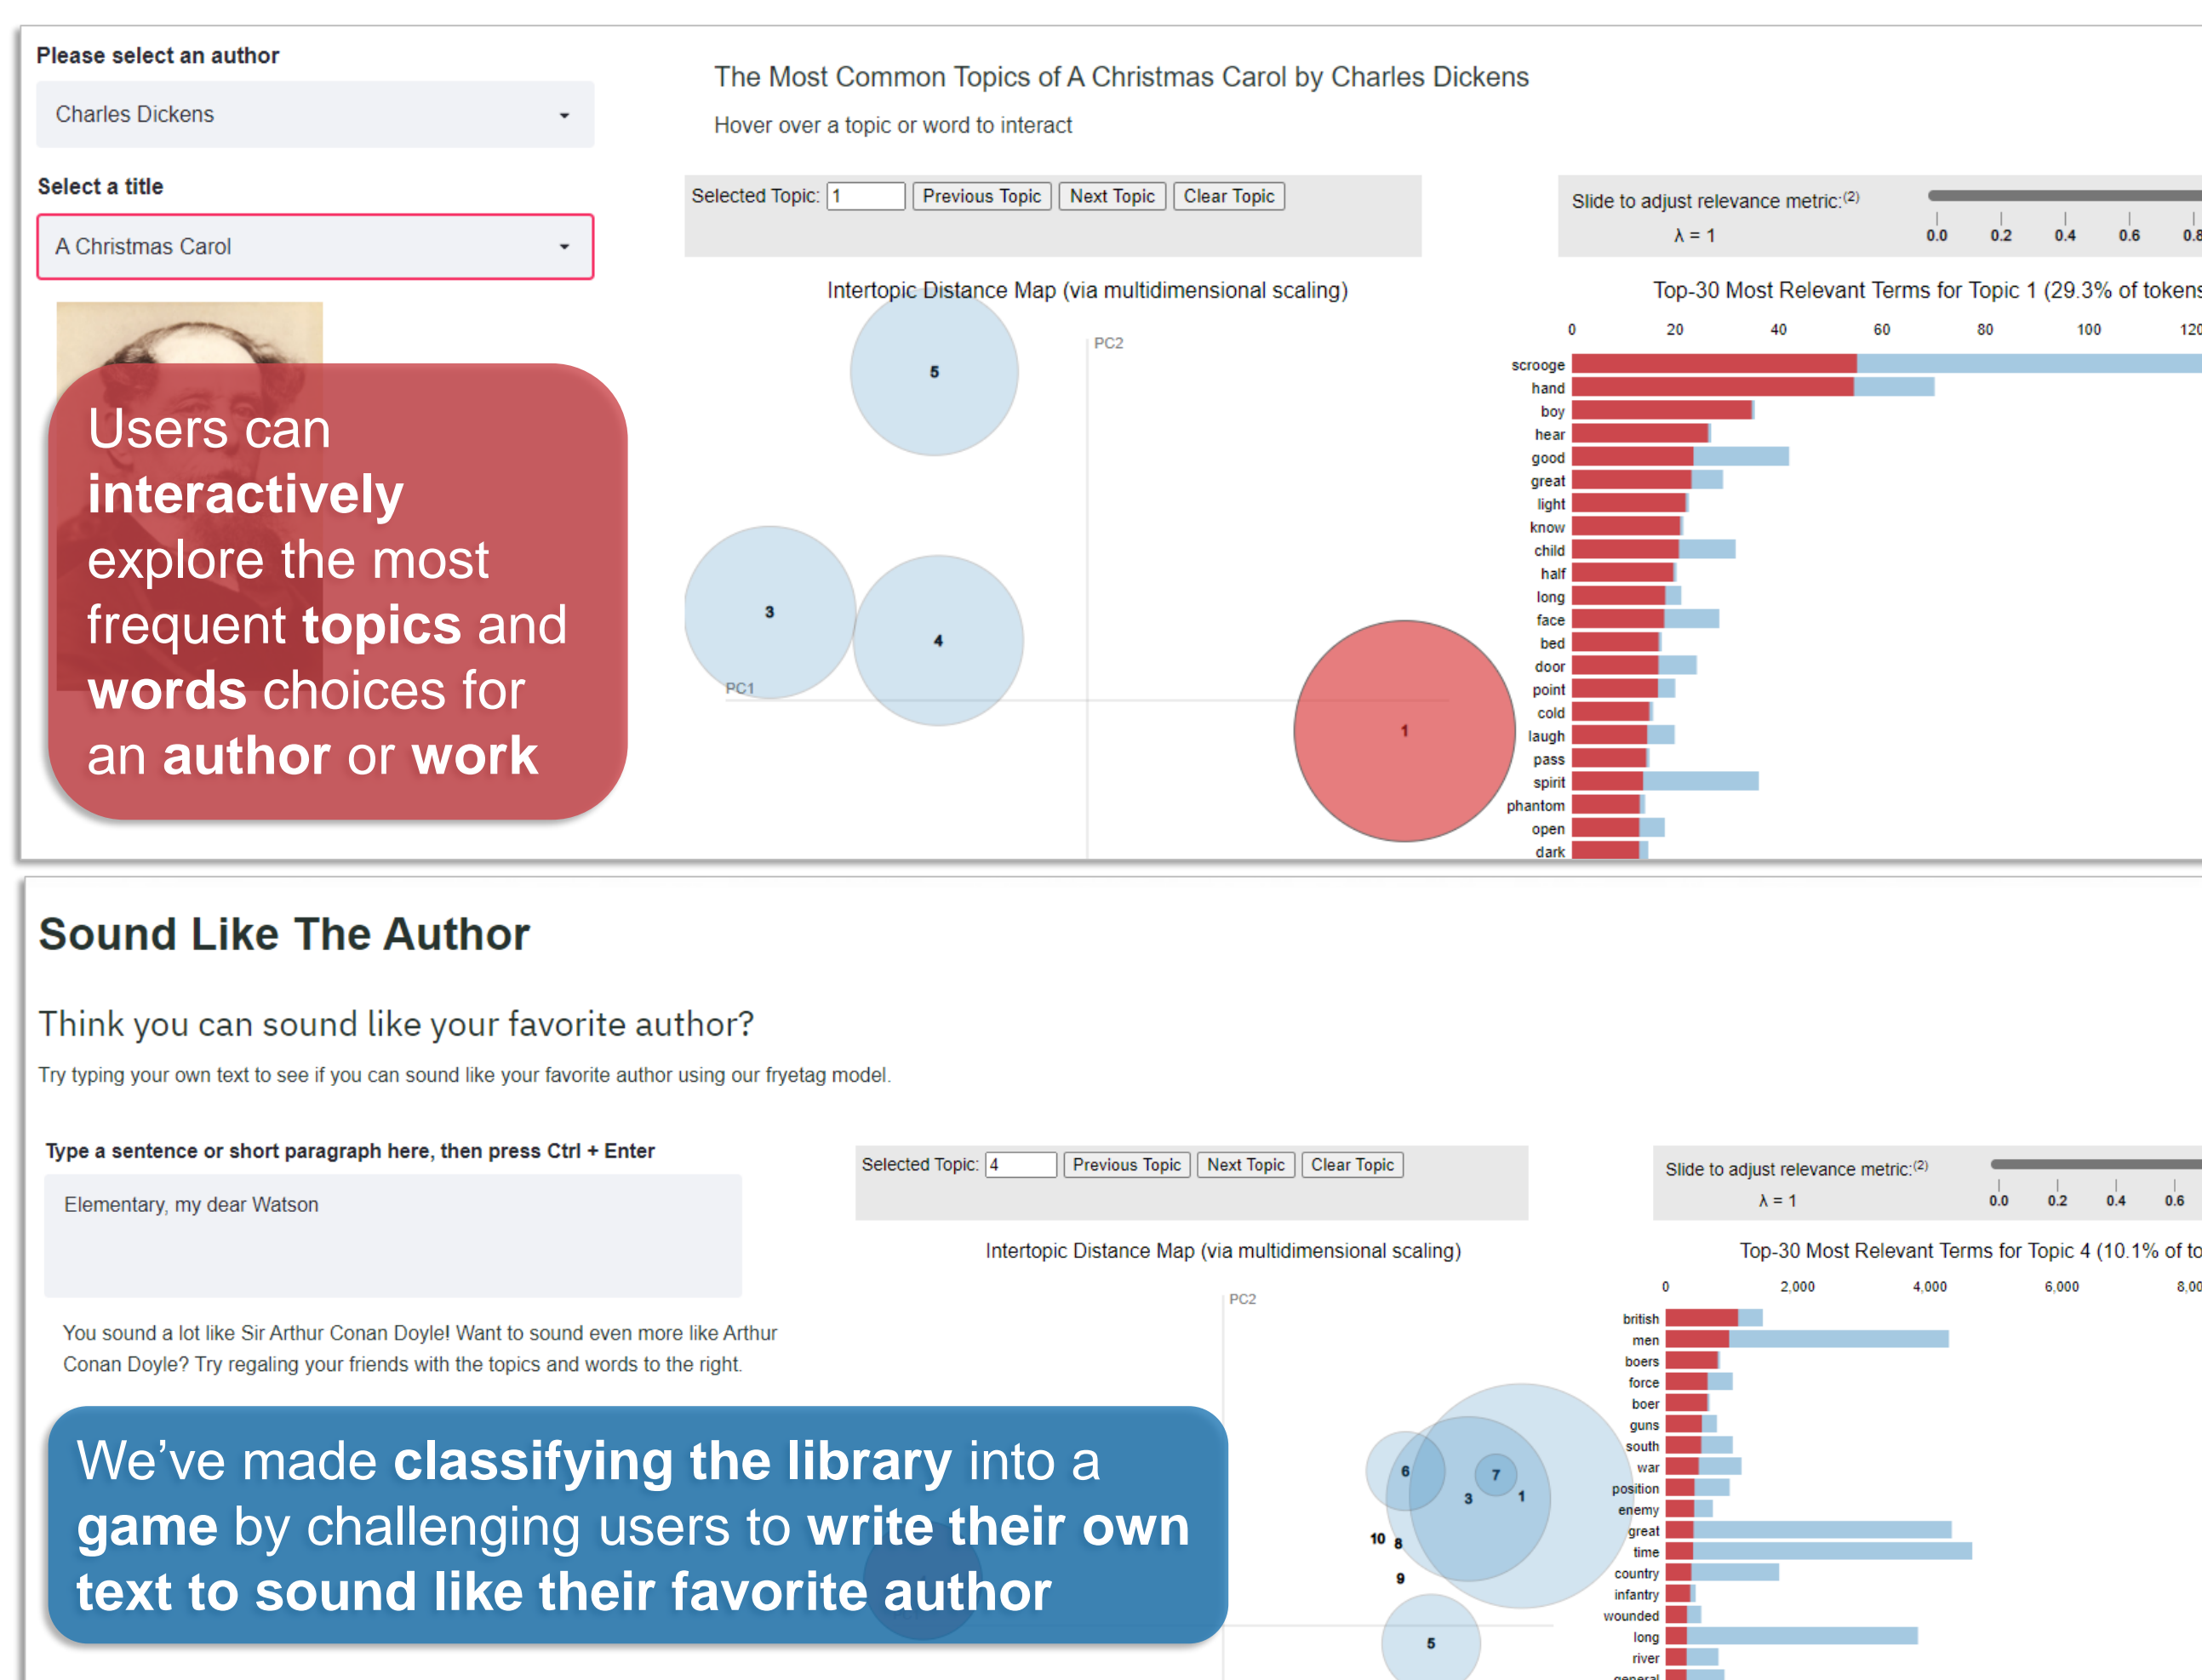 Please select an author
Charles Dickens
Select a title
A Christmas Carol
Users can
interactively
explore the most
frequent topics and
words choices for
an author or work
The Most Common Topics of A Christmas Carol by Charles Dickens
Hover over a topic or word to interact
Selected Topic: 1 Previous Topic Next Topic Clear Topic
Intertopic Distance Map (via multidimensional scaling)
PC2
5
3
4
PC1
1
Slide to adjust relevance metric:(2)
λ = 1
0.0 0.2 0.4 0.6 0.8
Top-30 Most Relevant Terms for Topic 1 (29.3% of tokens
0 20 40 60 80 100 120
scrooge
hand
boy
hear
good
great
light
know
child
half
long
face
bed
door
point
cold
laugh
pass
spirit
phantom
open
dark
Sound Like The Author
Think you can sound like your favorite author?
Try typing your own text to see if you can sound like your favorite author using our fryetag model.
Type a sentence or short paragraph here, then press Ctrl + Enter
Elementary, my dear Watson
You sound a lot like Sir Arthur Conan Doyle! Want to sound even more like Arthur
Conan Doyle? Try regaling your friends with the topics and words to the right.
We've made classifying the library into a
game by challenging users to write their own
text to sound like their favorite author
Selected Topic: 4 Previous Topic Next Topic Clear Topic
Intertopic Distance Map (via multidimensional scaling)
PC2
6
7
3
1
10
8
9
5
Slide to adjust relevance metric:(2)
λ = 1
0.0 0.2 0.4 0.6
Top-30 Most Relevant Terms for Topic 4 (10.1% of to
0 2,000 4,000 6,000 8,00
british
men
boers
force
boer
guns
south
war
position
enemy
great
time
country
infantry
wounded
long
river
general